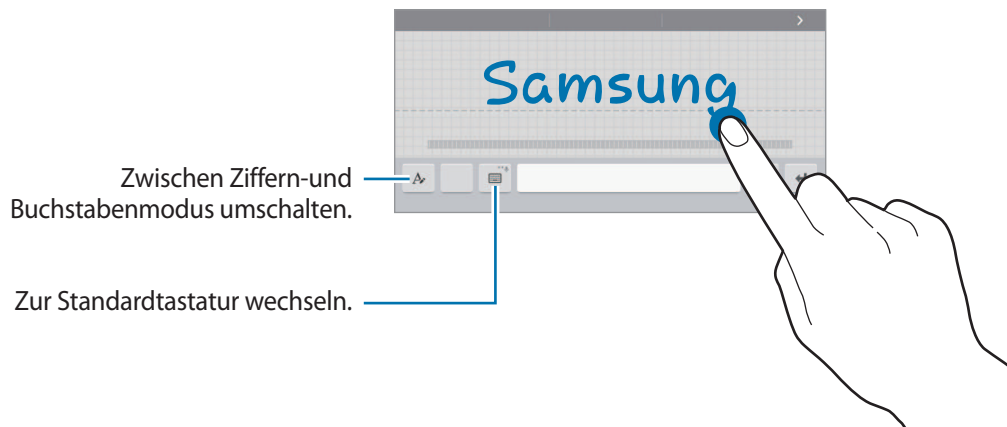 Samsung
Zwischen Ziffern-und
Buchstabenmodus umschalten.
Zur Standardtastatur wechseln.